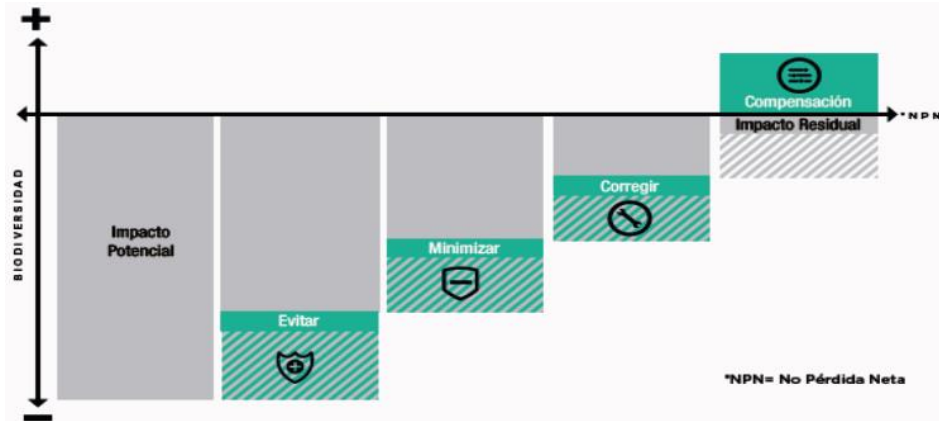 +
BIODIVERSIDAD
Impacto
Potencial
Evitar
Minimizar
Corregir
Compensación
Impacto Residual
*NPN
*NPN= No Pérdida Neta